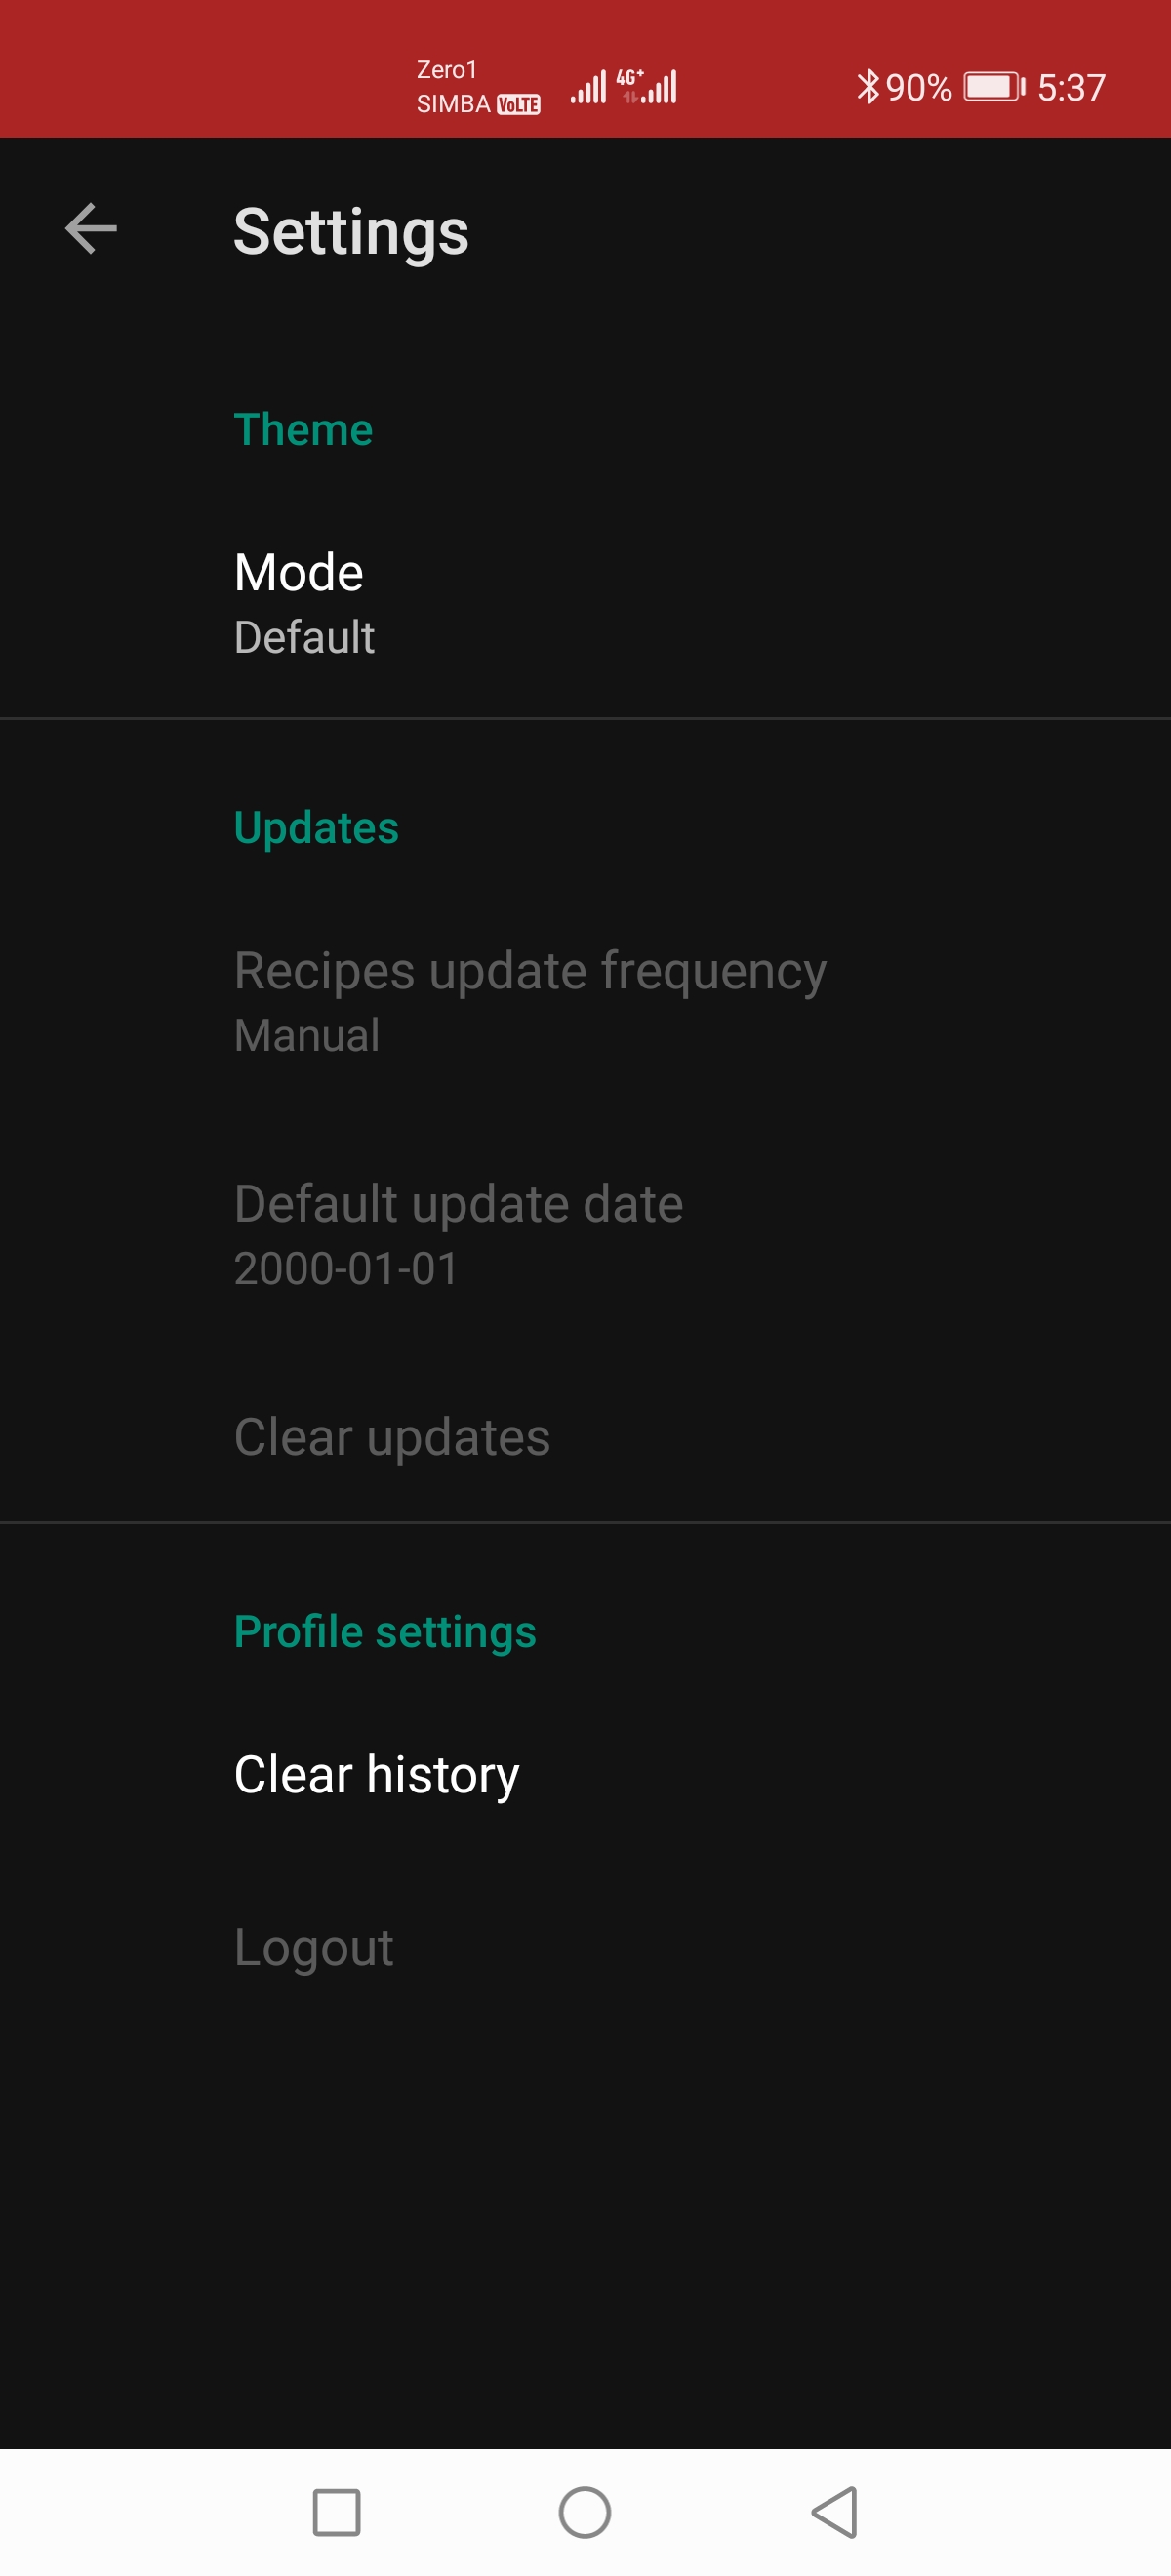 Zero1
SIMBA VoLTE
4G+
90% 5:37
Settings
Theme
Mode
Default
Updates
Recipes update frequency
Manual
Default update date
2000-01-01
Clear updates
Profile settings
Clear history
Logout